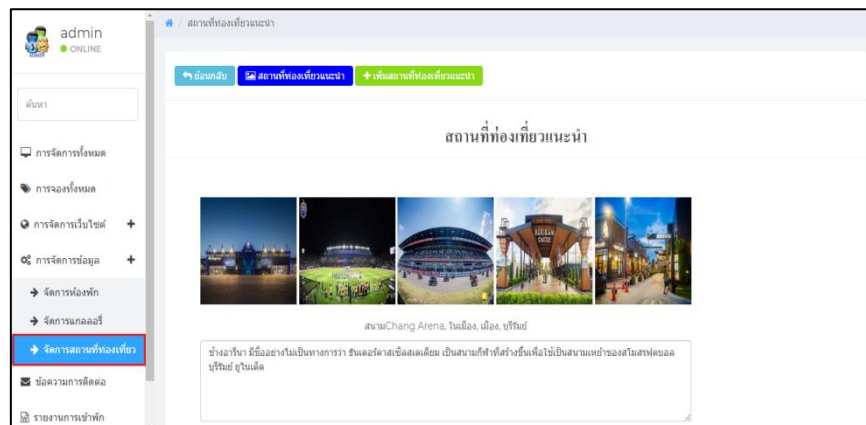 admin
ONLINE
ค้นหา
การจัดการทั้งหมด
การจองทั้งหมด
การจัดการเว็บไซต์
การจัดการข้อมูล
จัดการห้องพัก
จัดการแกลลอรี่
จัดการสถานที่ท่องเที่ยว
ข้อความการติดต่อ
รายงานการเข้าพัก
/ สถานที่ท่องเที่ยวแนะนำ
ย้อนกลับ
สถานที่ท่องเที่ยวแนะนำ
เพิ่มสถานที่ท่องเที่ยวแนะนำ
สถานที่ท่องเที่ยวแนะนำ
BURIRAM
CASTLE
สนามChang Arena, ในเมือง, เมือง, บุรีรัมย์
ช้างอารีนา มีชื่ออย่างไม่เป็นทางการว่า ธันเดอร์คาสเซิลสเตเดียม เป็นสนามกีฬาที่สร้างขึ้นเพื่อใช้เป็นสนามเหย้าของสโมสรฟุตบอล
บุรีรัมย์ ยูไนเต็ด